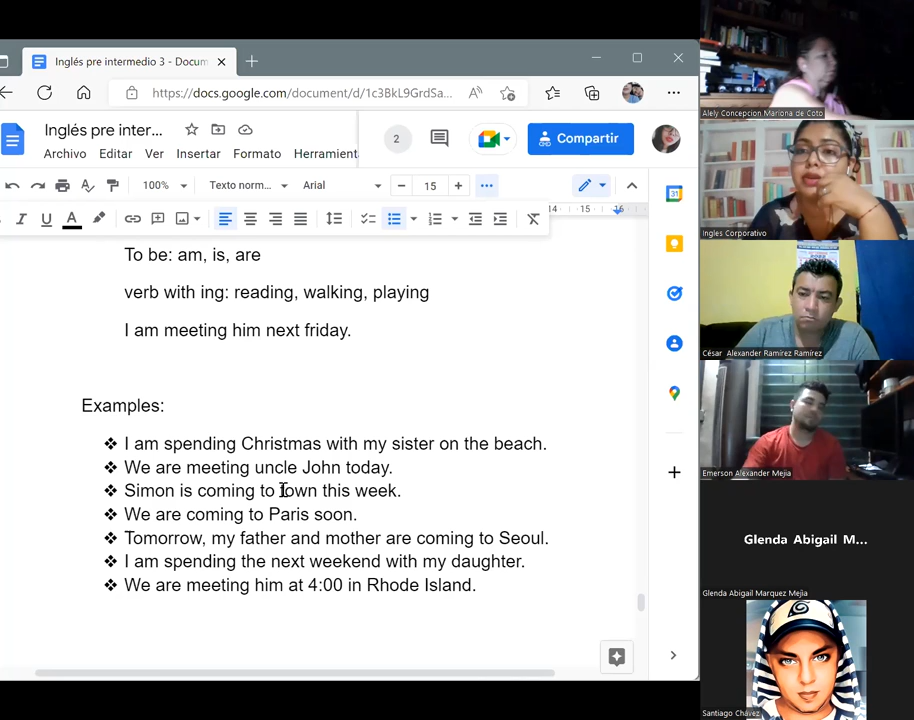 Inglés pre intermedio 3 - Docum
https://docs.google.com/document/d/1c3BkL9GrdSa...
Inglés pre inter...
2
Compartir
Archivo Editar Ver Insertar Formato Herramient
100% Texto norm... Arial 15
14 15 16
To be: am, is, are
verb with ing: reading, walking, playing
I am meeting him next friday.
Examples:
❖ I am spending Christmas with my sister on the beach.
❖ We are meeting uncle John today.
❖ Simon is coming to town this week.
❖ We are coming to Paris soon.
❖ Tomorrow, my father and mother are coming to Seoul.
❖ I am spending the next weekend with my daughter.
❖ We are meeting him at 4:00 in Rhode Island.
Alely Concepcion Mariona de Coto
Ingles Corporativo
César Alexander Ramírez Ramírez
Emerson Alexander Mejia
Glenda Abigail M...
Glenda Abigail Marquez Mejia
Santiago Chávez